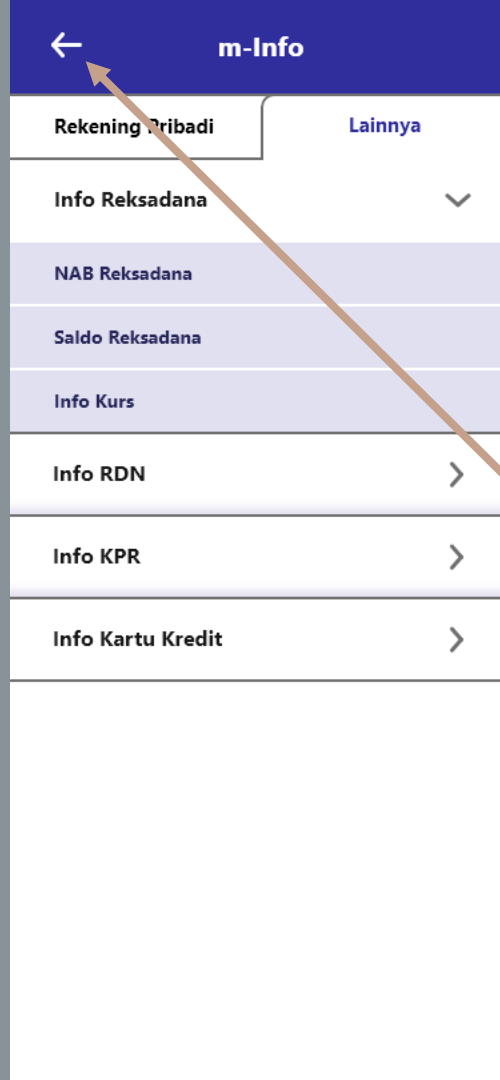 m-Info
Rekening Pribadi
Lainnya
Info Reksadana
NAB Reksadana
Saldo Reksadana
Info Kurs
Info RDN
Info KPR
Info Kartu Kredit